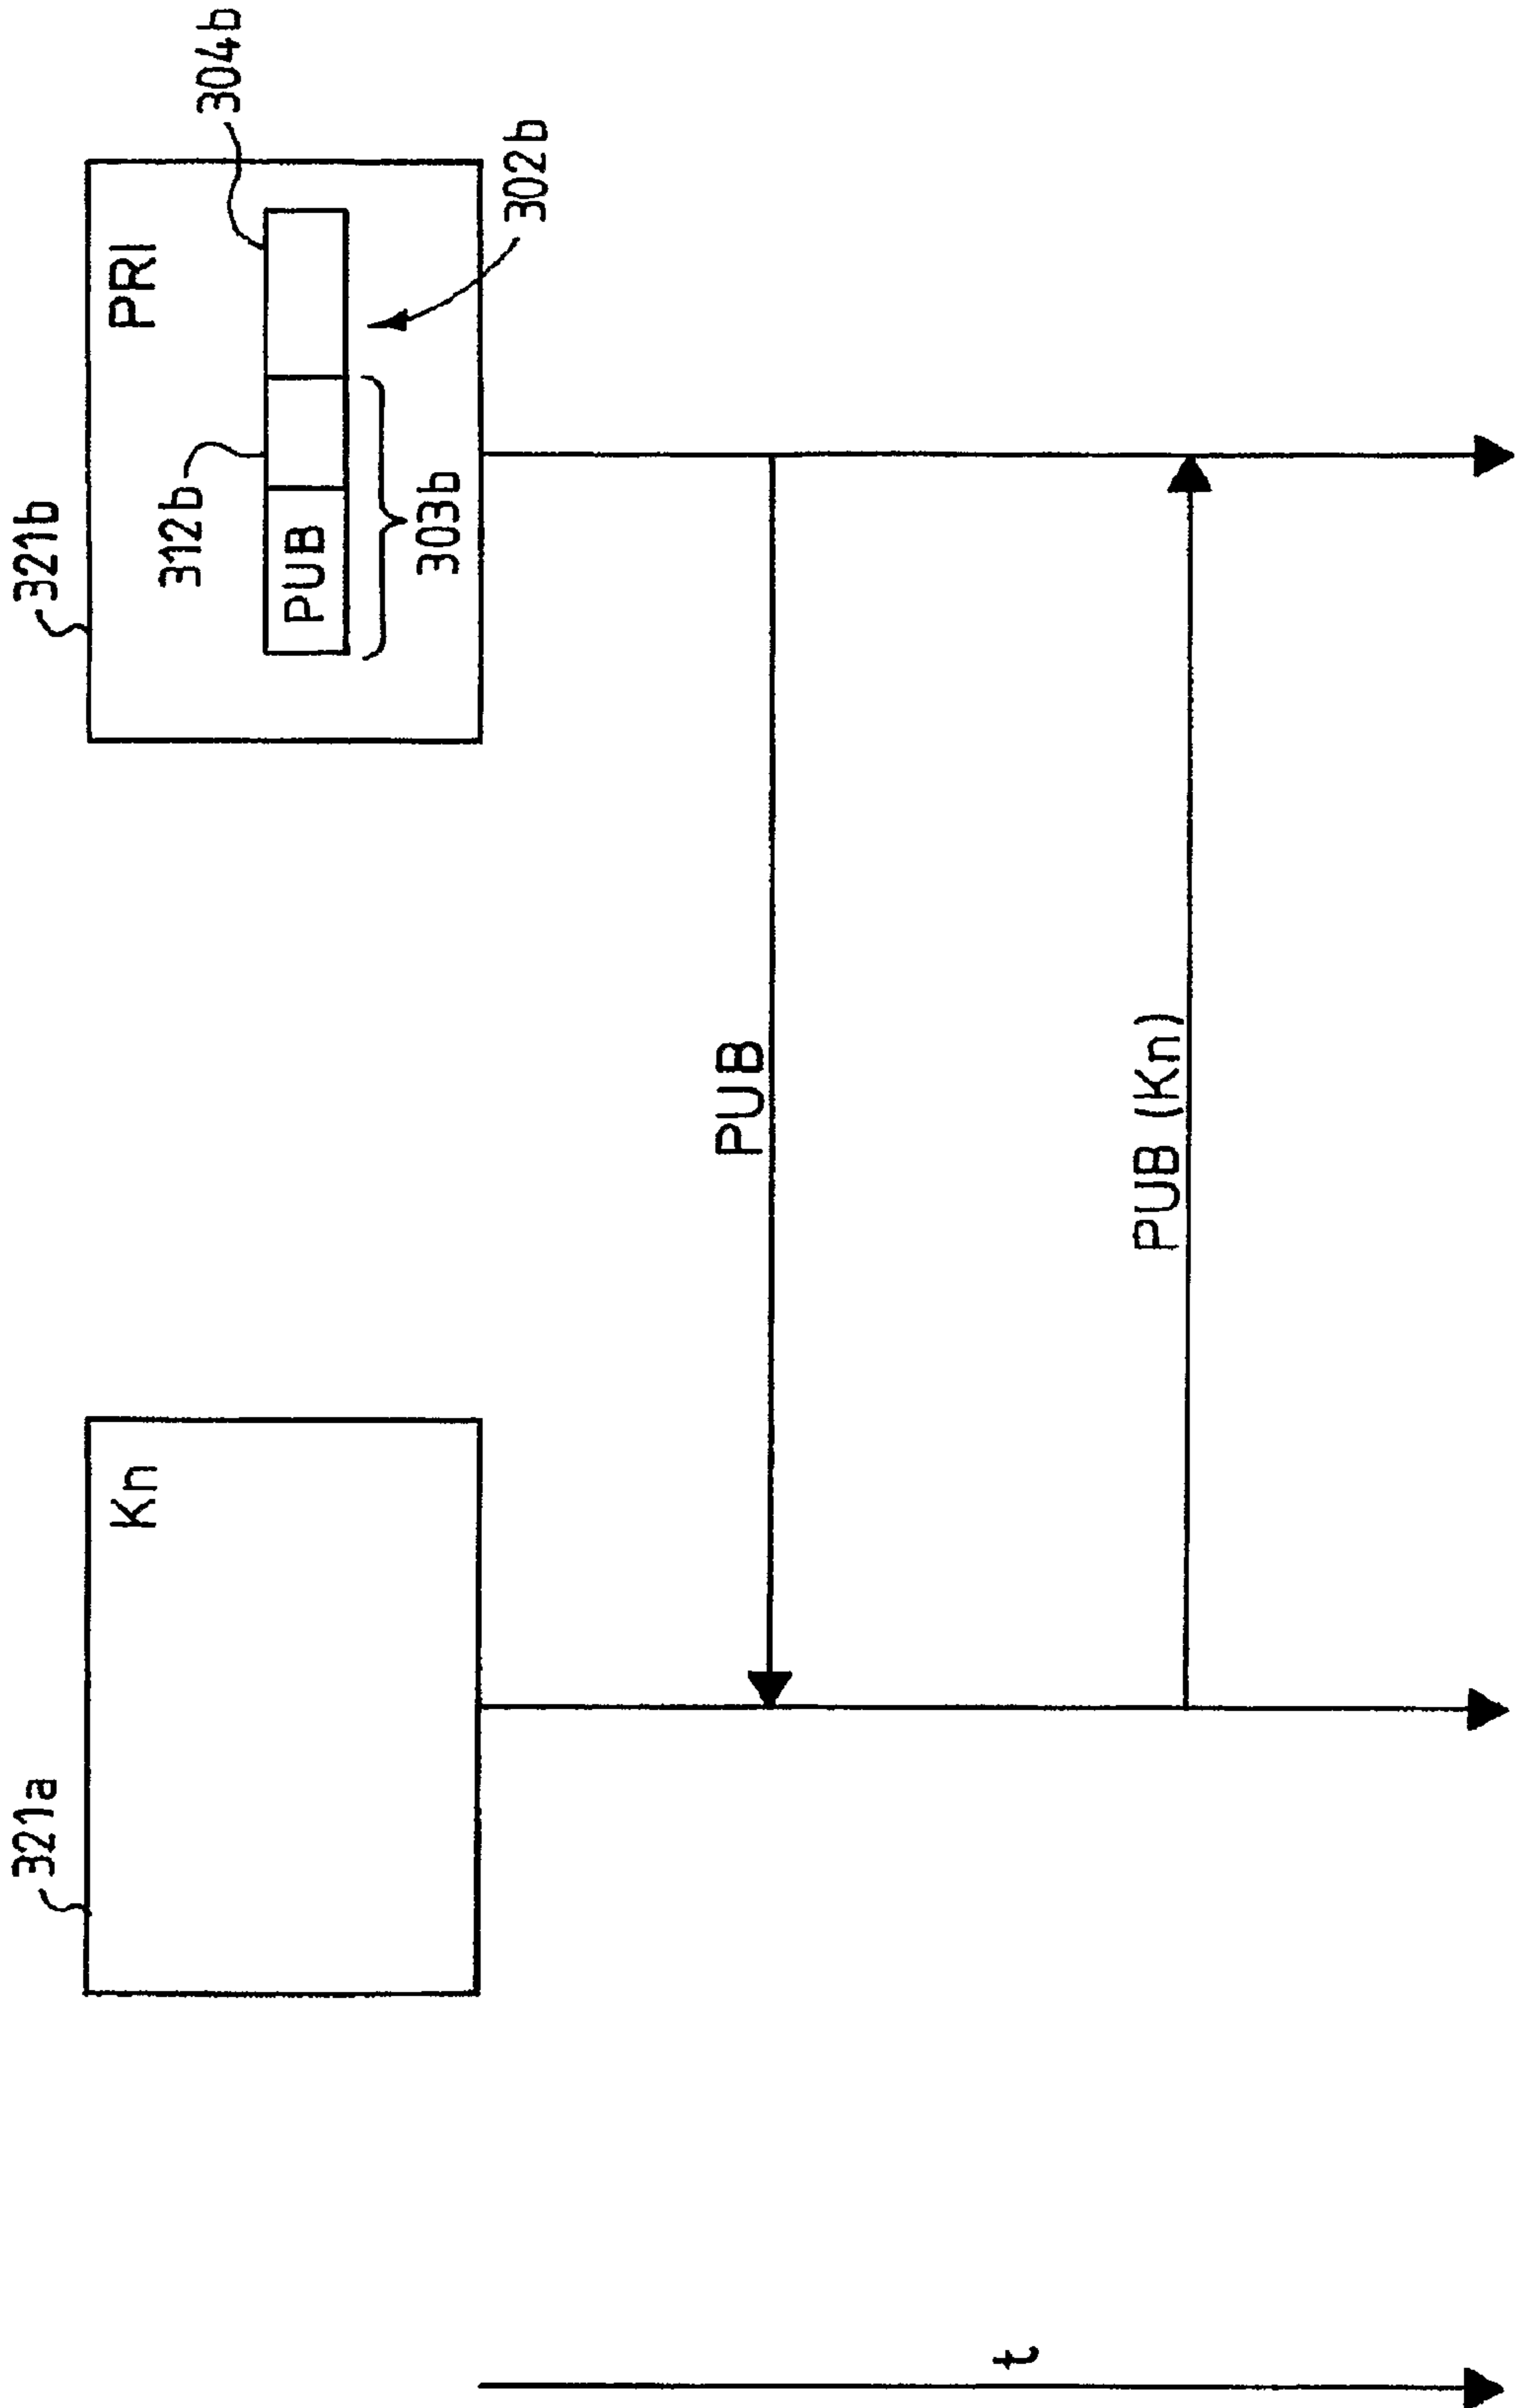 321a
321b
Kn
PRI
304b
312b
PUB
303b
302b
PUB
PUB (Kn)
t